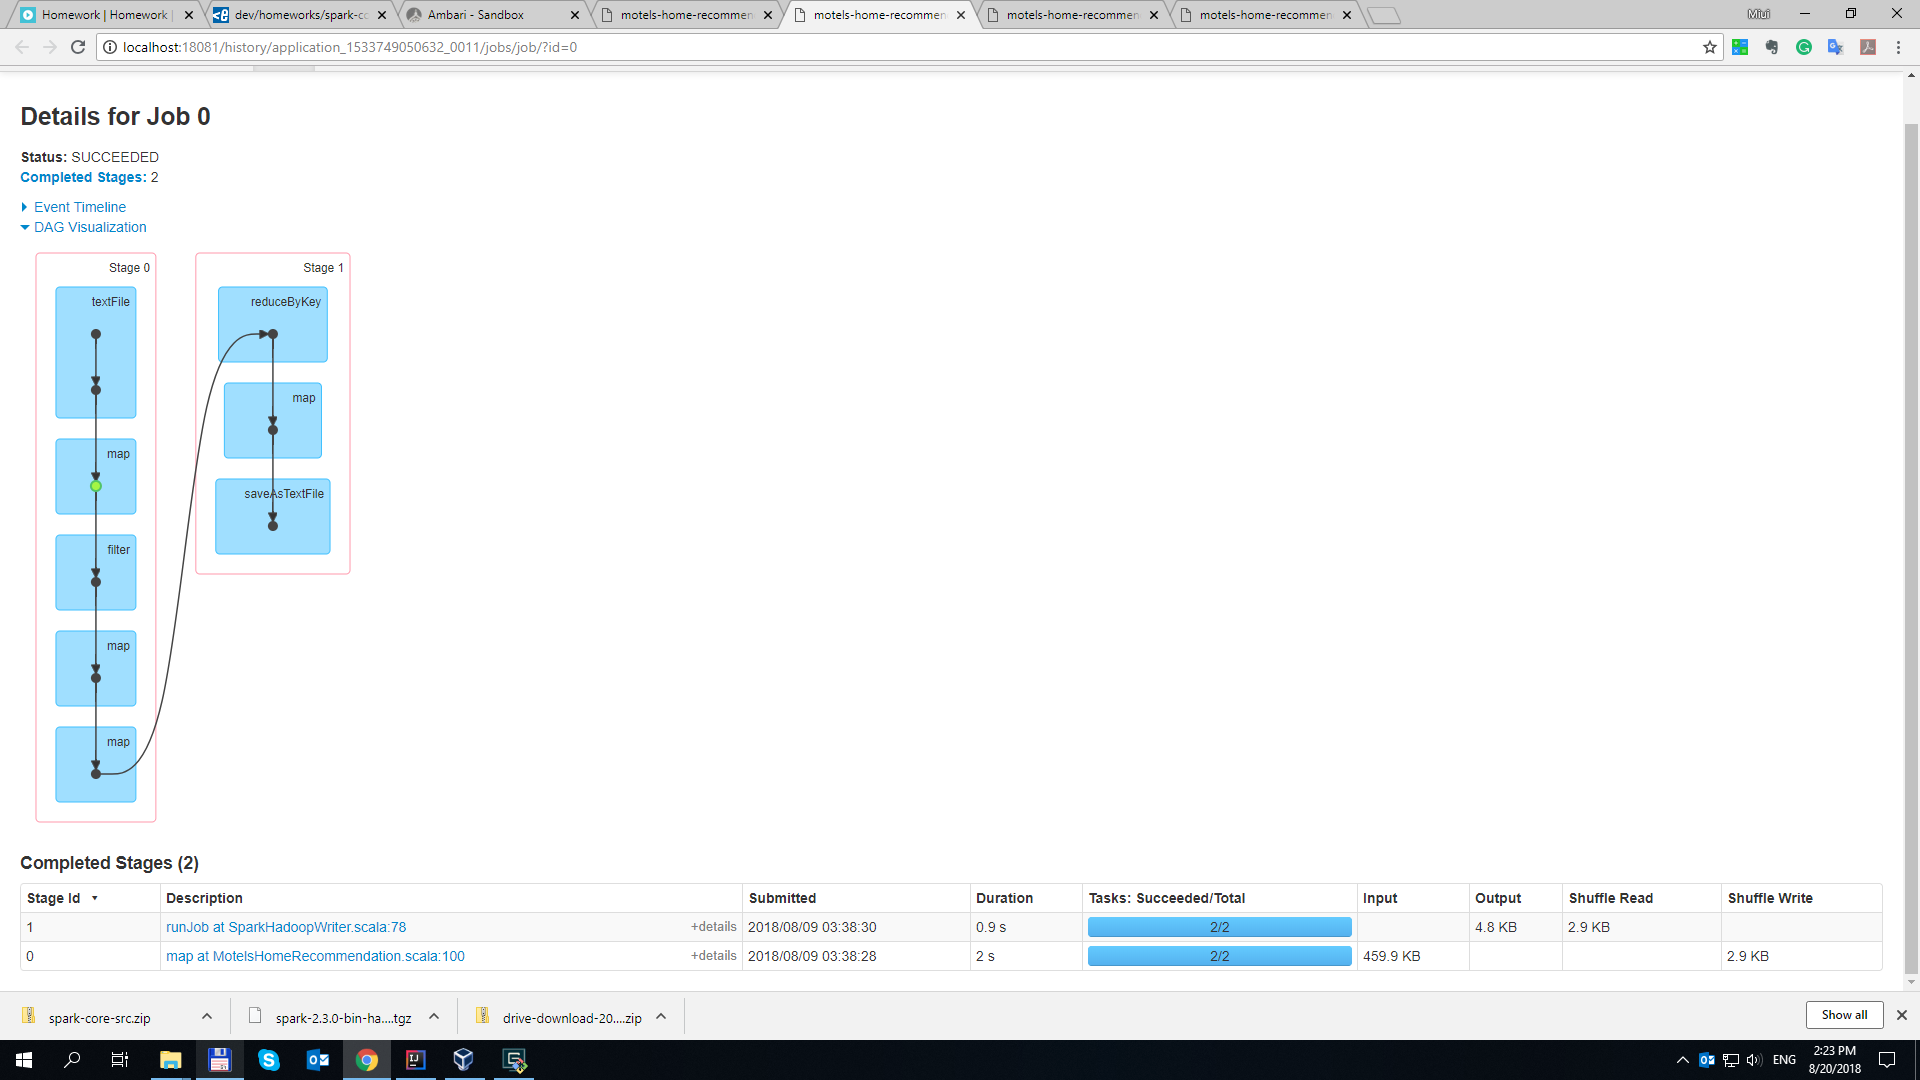 Homework | Homework |
dev/homeworks/spark-co
Ambari - Sandbox
motels-home-recommen
motels-home-recommen
motels-home-recommen
motels-home-recommen
Miui
localhost:18081/history/application_1533749050632_0011/jobs/job/?id=0
Details for Job 0
Status: SUCCEEDED
Completed Stages: 2
Event Timeline
DAG Visualization
Stage 0
textFile
map
filter
map
map
Stage 1
reduceByKey
map
saveAsTextFile
Completed Stages (2)
Stage Id Description Submitted Duration Tasks: Succeeded/Total Input Output Shuffle Read Shuffle Write
1 runJob at SparkHadoopWriter.scala:78 +details 2018/08/09 03:38:30 0.9 s 2/2 4.8 KB 2.9 KB
0 map at MotelsHomeRecommendation.scala:100 +details 2018/08/09 03:38:28 2 s 2/2 459.9 KB 2.9 KB
spark-core-src.zip
spark-2.3.0-bin-ha....tgz
drive-download-20....zip
Show all
ENG
2:23 PM
8/20/2018